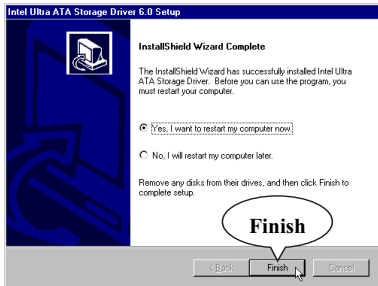 Intel Ultra ATA Storage Driver 6.0 Setup
InstallShield Wizard Complete
The InstallShield Wizard has successfully installed Intel Ultra
ATA Storage Driver. Before you can use the program, you
must restart your computer.
Yes, I want to restart my computer now.
No, I will restart my computer later.
Remove any disks from their drives, and then click Finish to
complete setup.
Finish
< Back Finish Cancel